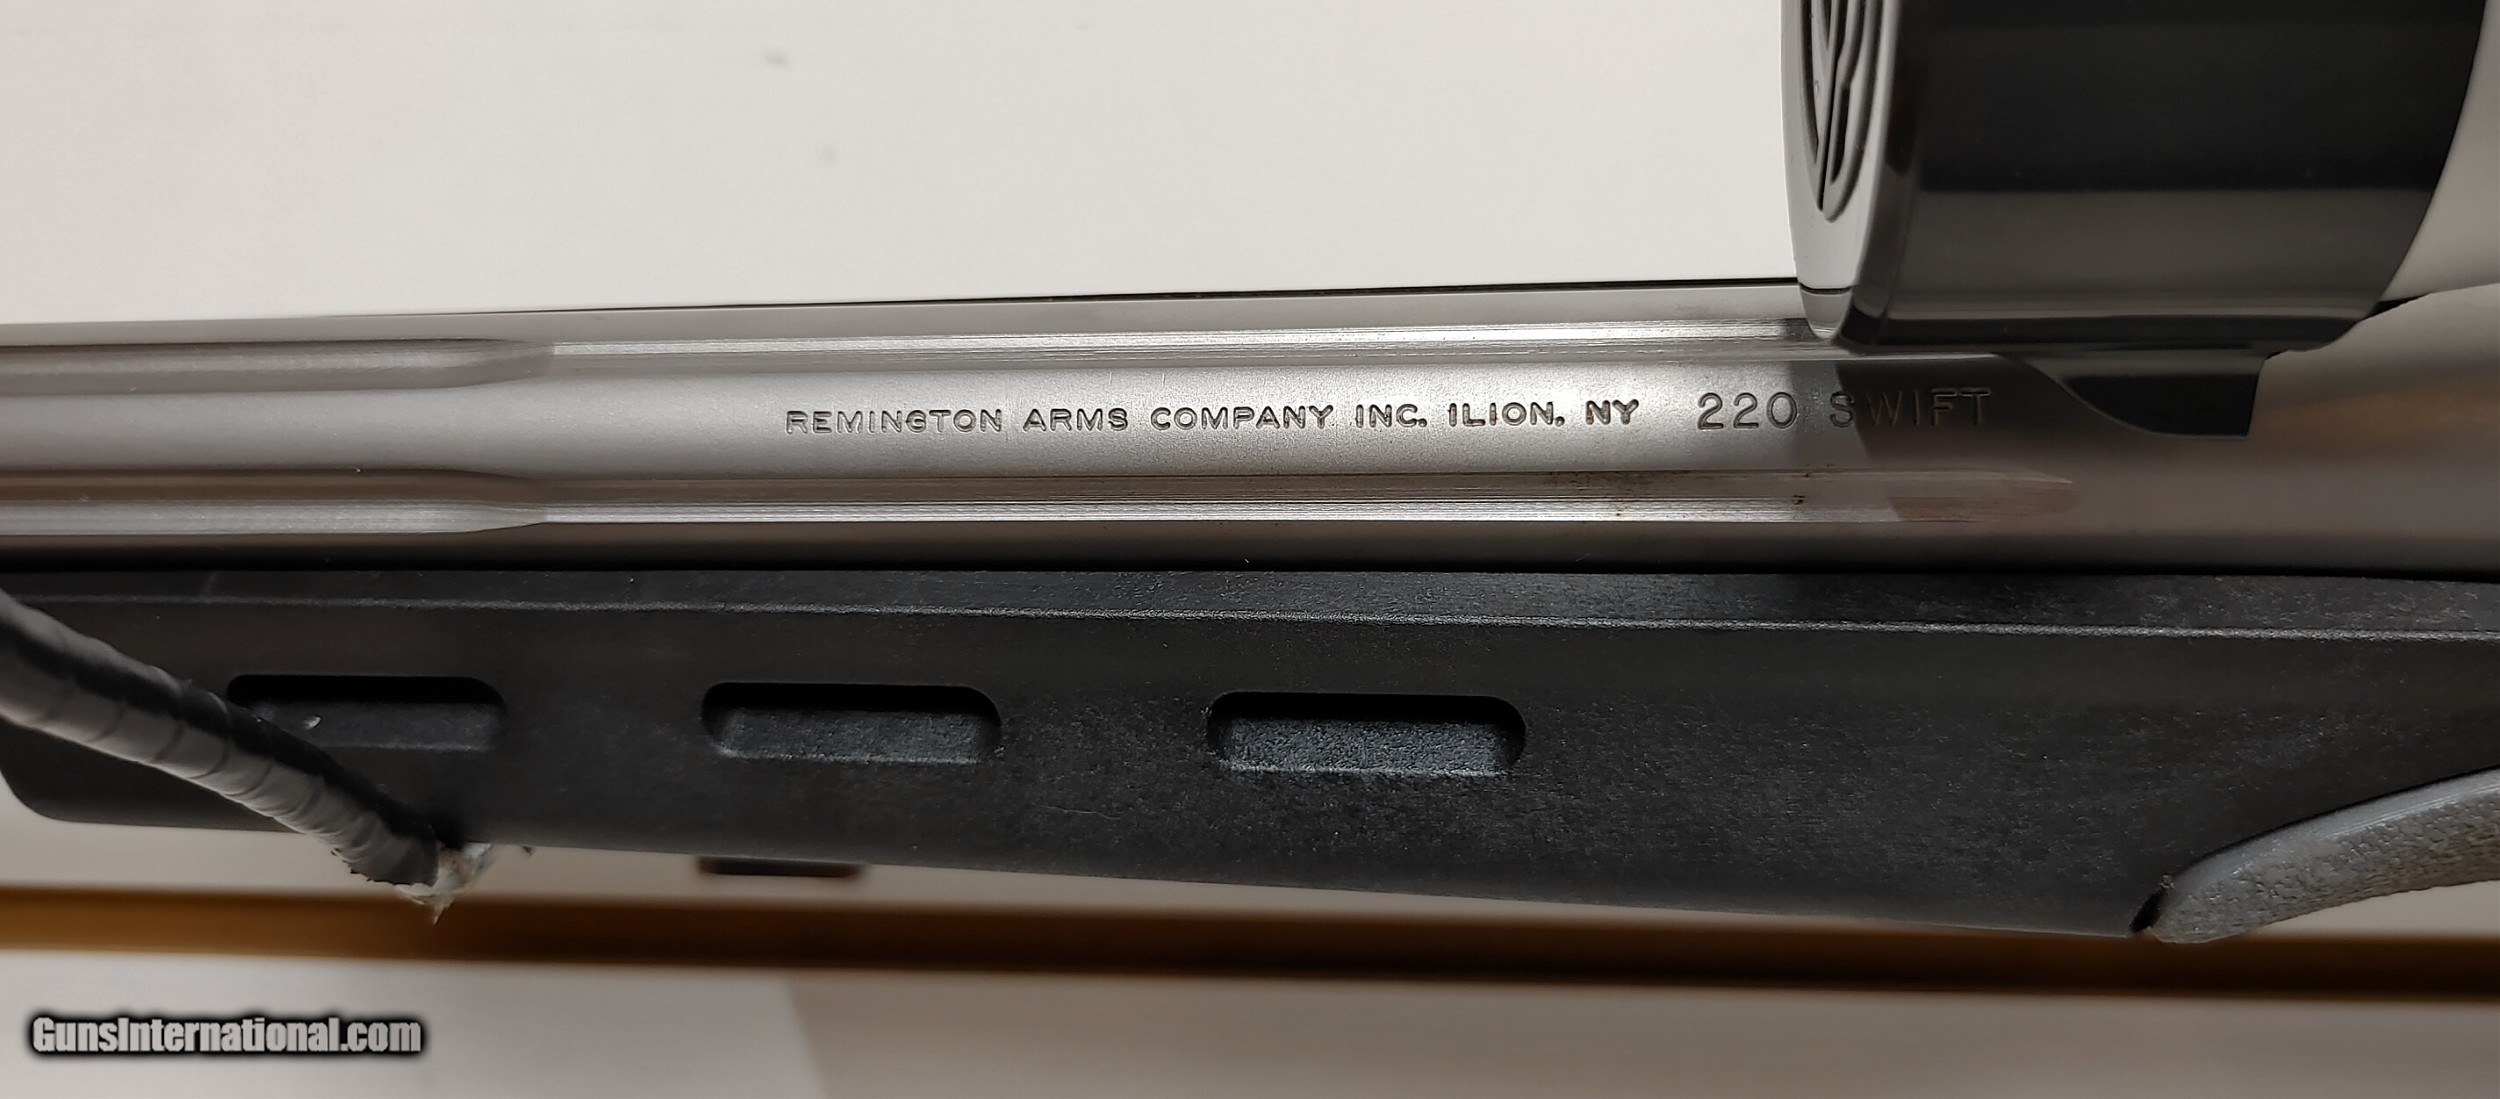 REMINGTON ARMS COMPANY INC. ILION, NY 220 SWIFT
GunsInternational.com